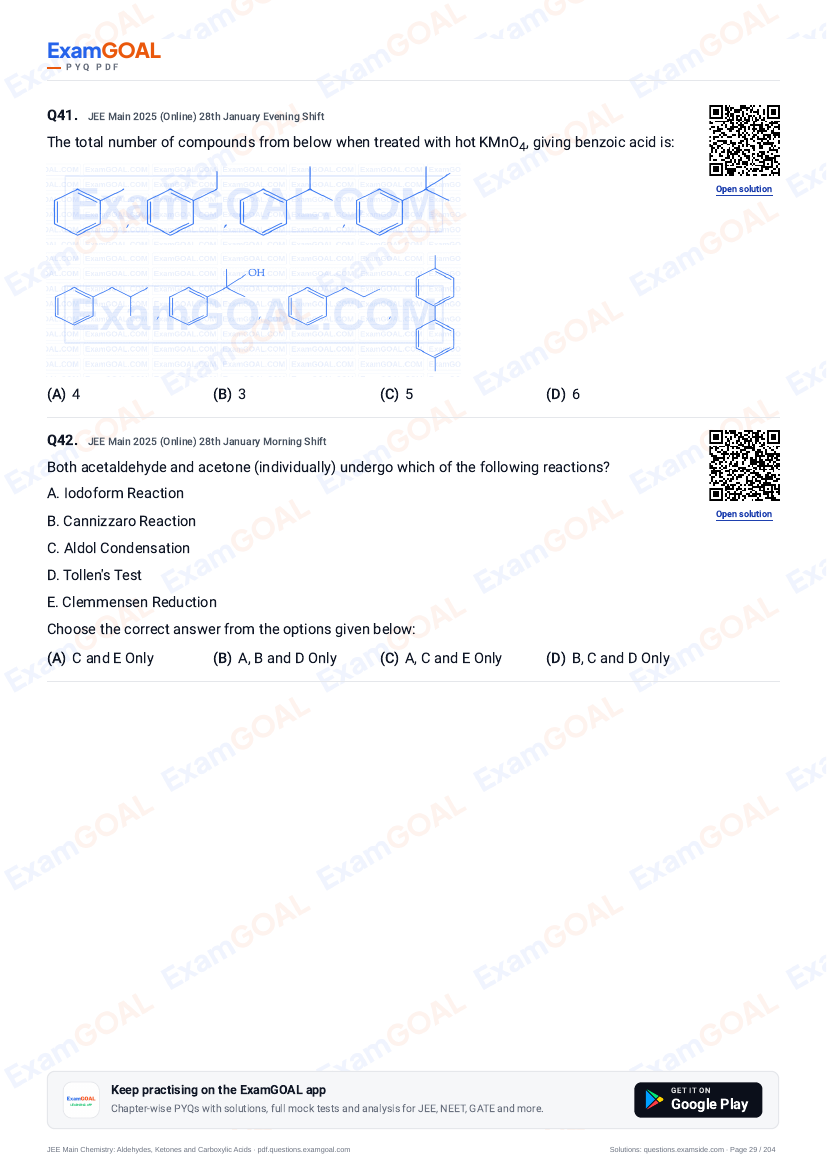 ExamGOAL
PYQ PDF
Q41. JEE Main 2025 (Online) 28th January Evening Shift
The total number of compounds from below when treated with hot KMnO4, giving benzoic acid is:
Open solution
ExamGOAL.COM
, , ,
OH
ExamGOAL.COM
, , ,
(A) 4 (B) 3 (C) 5 (D) 6
Q42. JEE Main 2025 (Online) 28th January Morning Shift
Both acetaldehyde and acetone (individually) undergo which of the following reactions?
A. Iodoform Reaction
B. Cannizzaro Reaction
Open solution
C. Aldol Condensation
D. Tollen's Test
E. Clemmensen Reduction
Choose the correct answer from the options given below:
(A) C and E Only (B) A, B and D Only (C) A, C and E Only (D) B, C and D Only
Keep practising on the ExamGOAL app
Chapter-wise PYQs with solutions, full mock tests and analysis for JEE, NEET, GATE and more.
ExamGOAL
GET IT ON
Google Play
JEE Main Chemistry: Aldehydes, Ketones and Carboxylic Acids · pdf.questions.examgoal.com
Solutions: questions.examside.com · Page 29 / 204